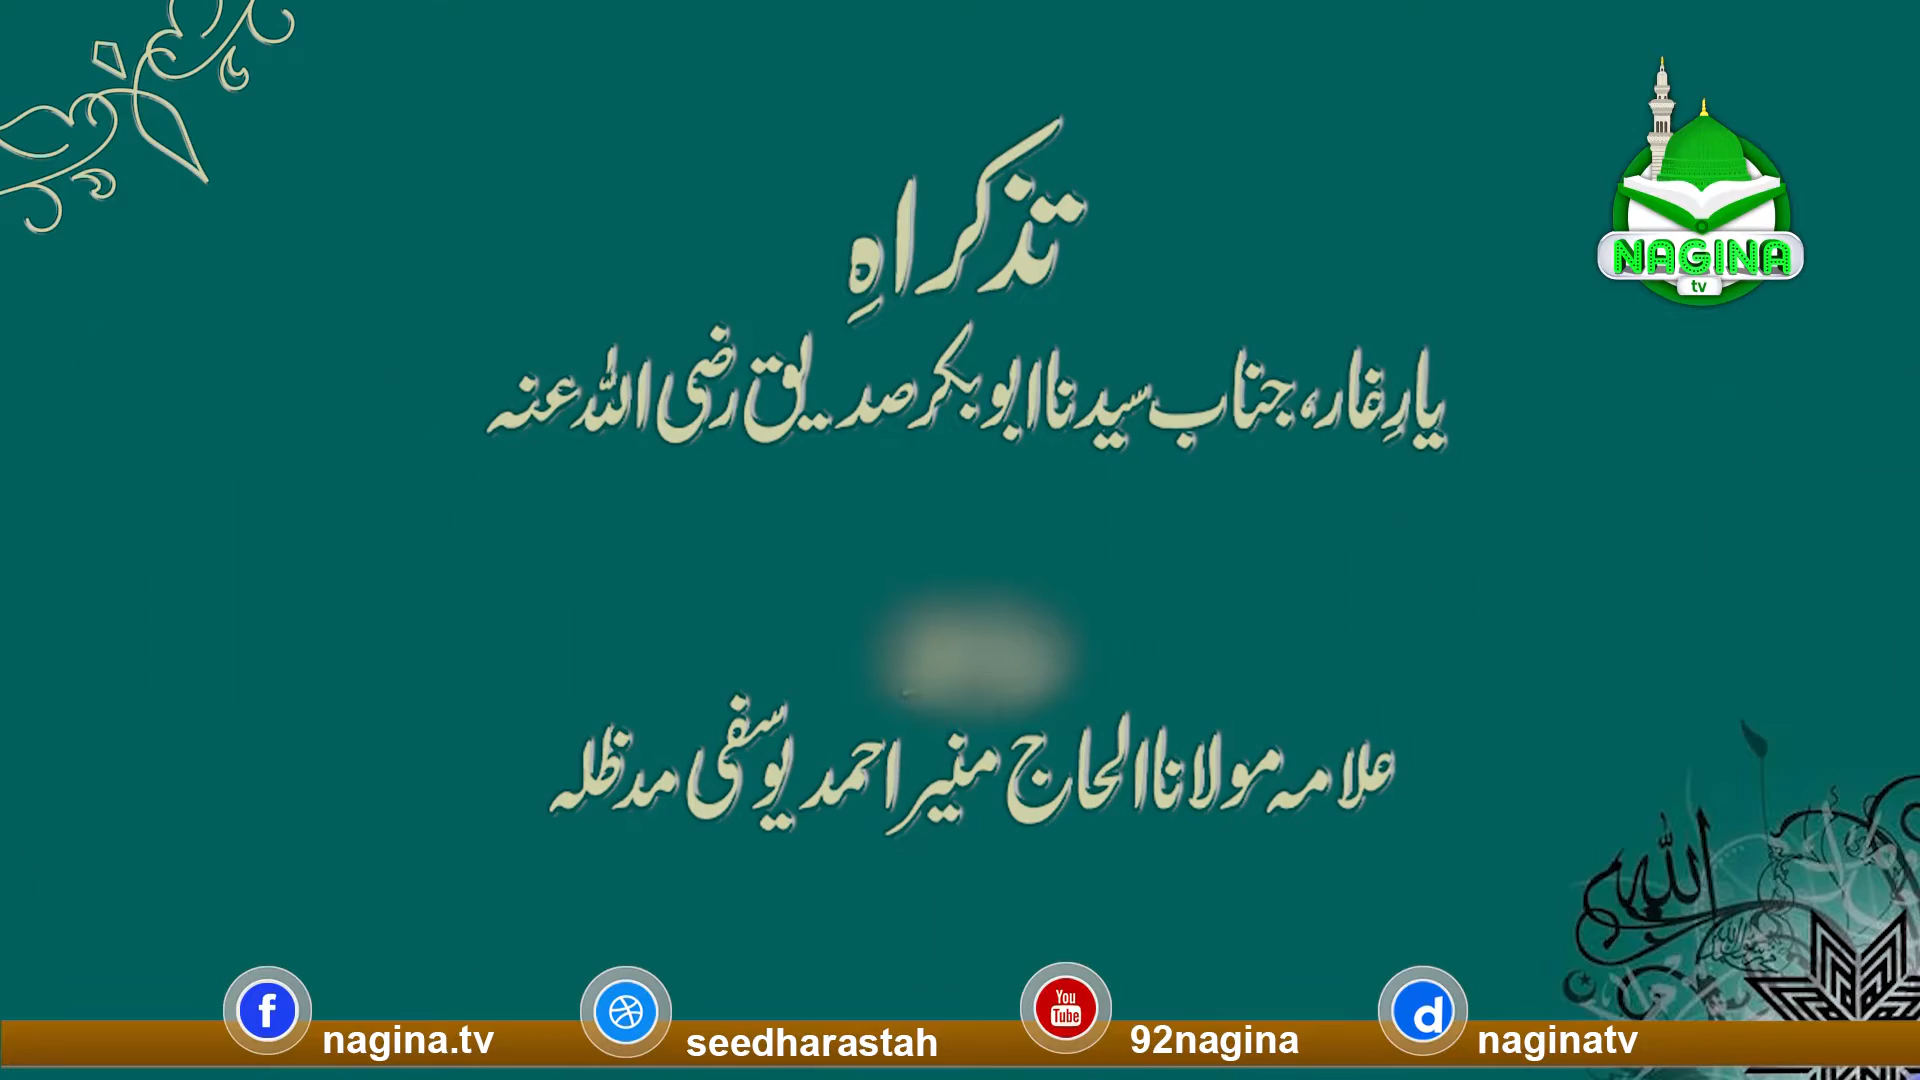 تذکراہِ
یارِغار، جناب سیدنا ابوبکر صدیق رضی اللہ عنہ
علامہ مولانا الحاج منیر احمد یوسفی مدظلہ
NAGINA
tv
اللہ
f
nagina.tv
seedharastah
You
Tube
92nagina
d
naginatv